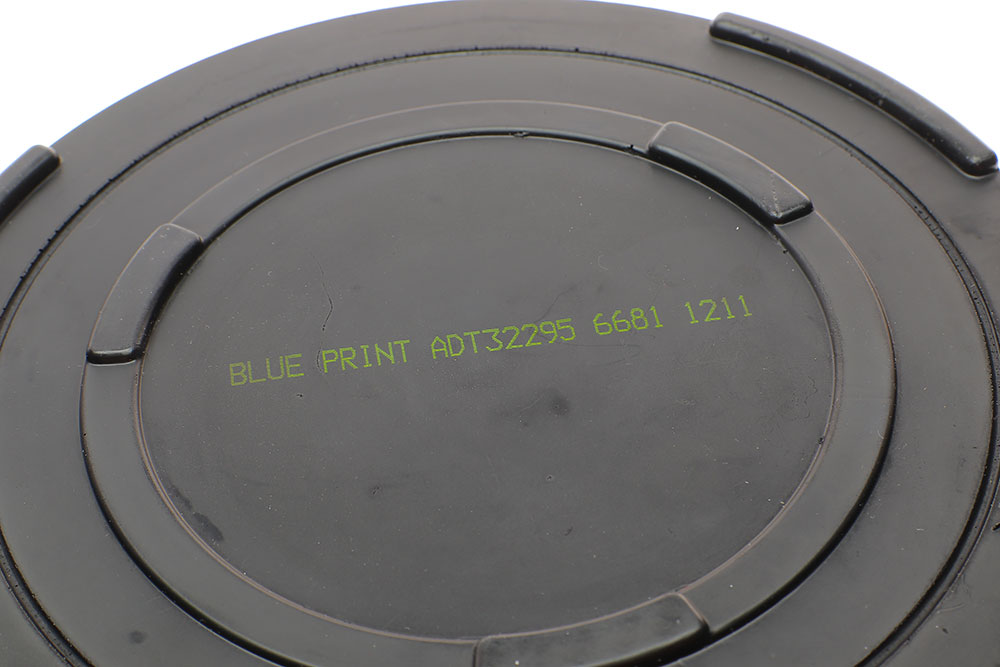 BLUE PRINT ADT32295 6681 1211